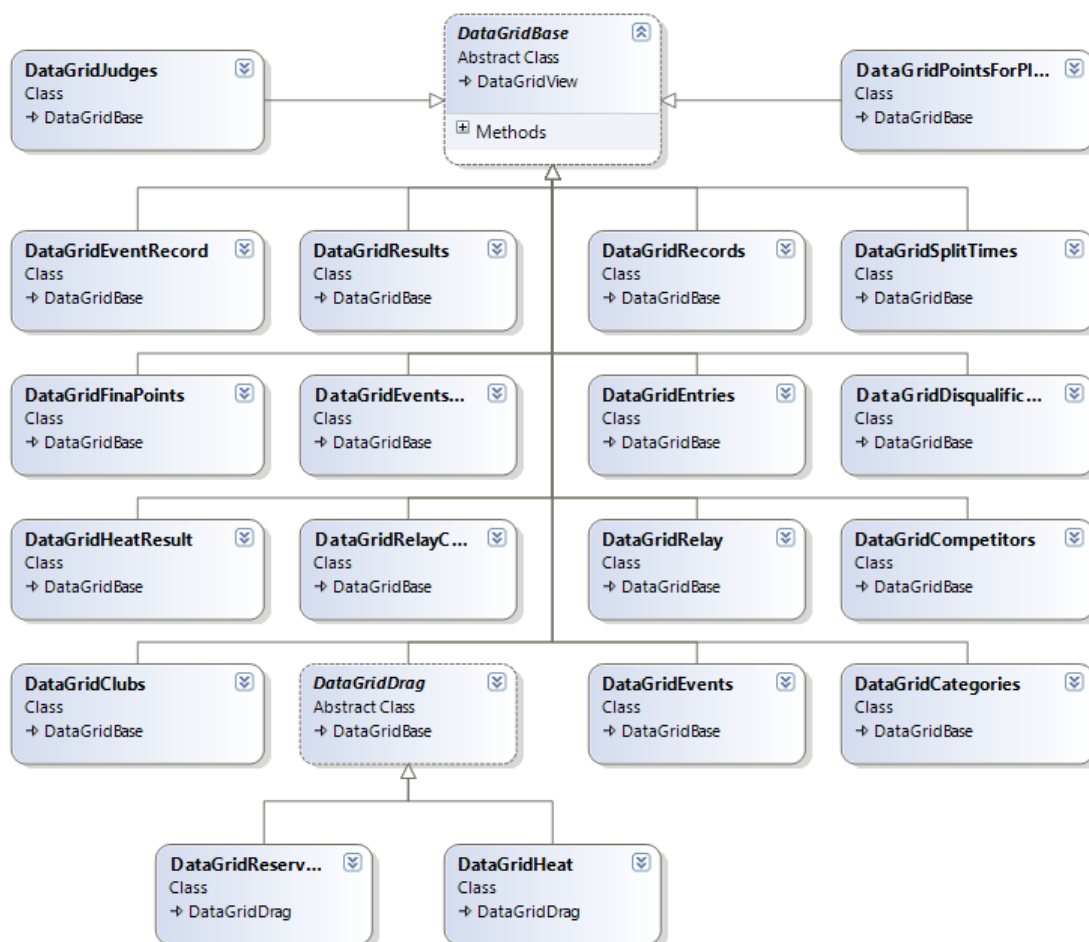 DataGridBase
Abstract Class
DataGridView
Methods
DataGridJudges
Class
DataGridBase
DataGridPointsForPl...
Class
DataGridBase
DataGridEventRecord
Class
DataGridBase
DataGridResults
Class
DataGridBase
DataGridRecords
Class
DataGridBase
DataGridSplitTimes
Class
DataGridBase
DataGridFinaPoints
Class
DataGridBase
DataGridEvents...
Class
DataGridBase
DataGridEntries
Class
DataGridBase
DataGridDisqualific...
Class
DataGridBase
DataGridHeatResult
Class
DataGridBase
DataGridRelayC...
Class
DataGridBase
DataGridRelay
Class
DataGridBase
DataGridCompetitors
Class
DataGridBase
DataGridClubs
Class
DataGridBase
DataGridDrag
Abstract Class
DataGridBase
DataGridEvents
Class
DataGridBase
DataGridCategories
Class
DataGridBase
DataGridReserv...
Class
DataGridDrag
DataGridHeat
Class
DataGridDrag